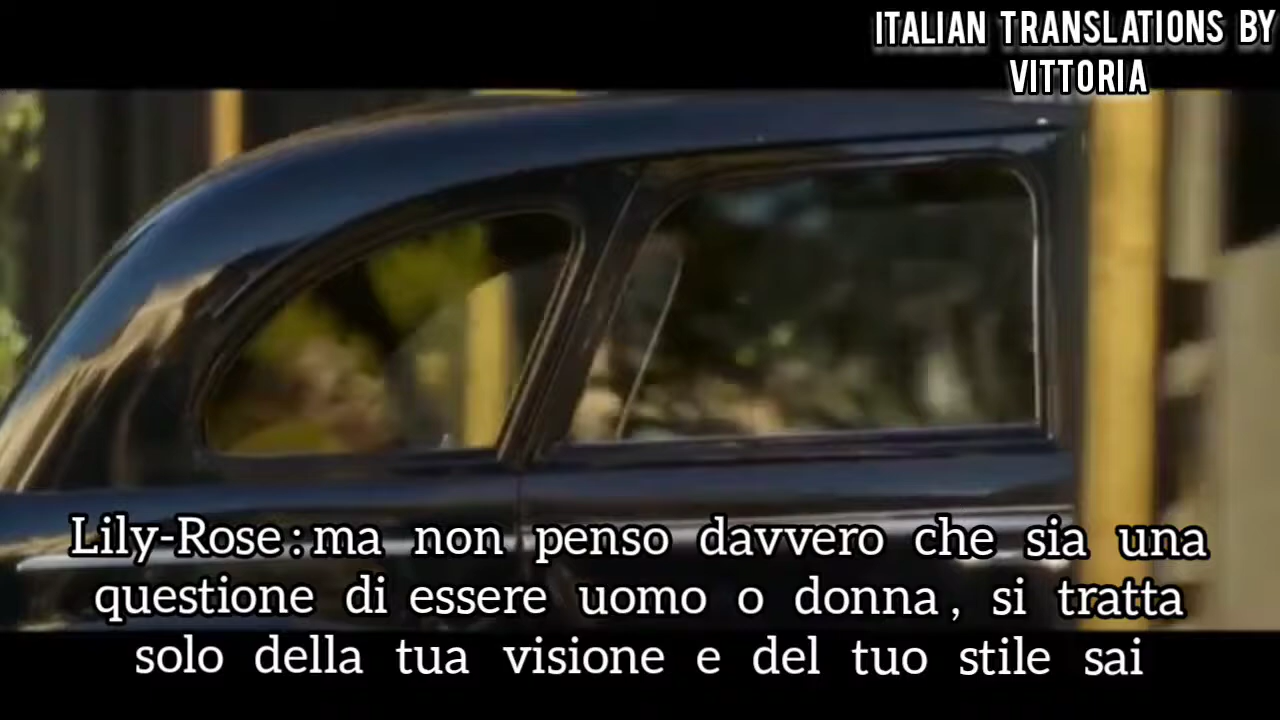 ITALIAN TRANSLATIONS BY
VITTORIA
Lily-Rose: ma non penso davvero che sia una
questione di essere uomo o donna, si tratta
solo della tua visione e del tuo stile sai